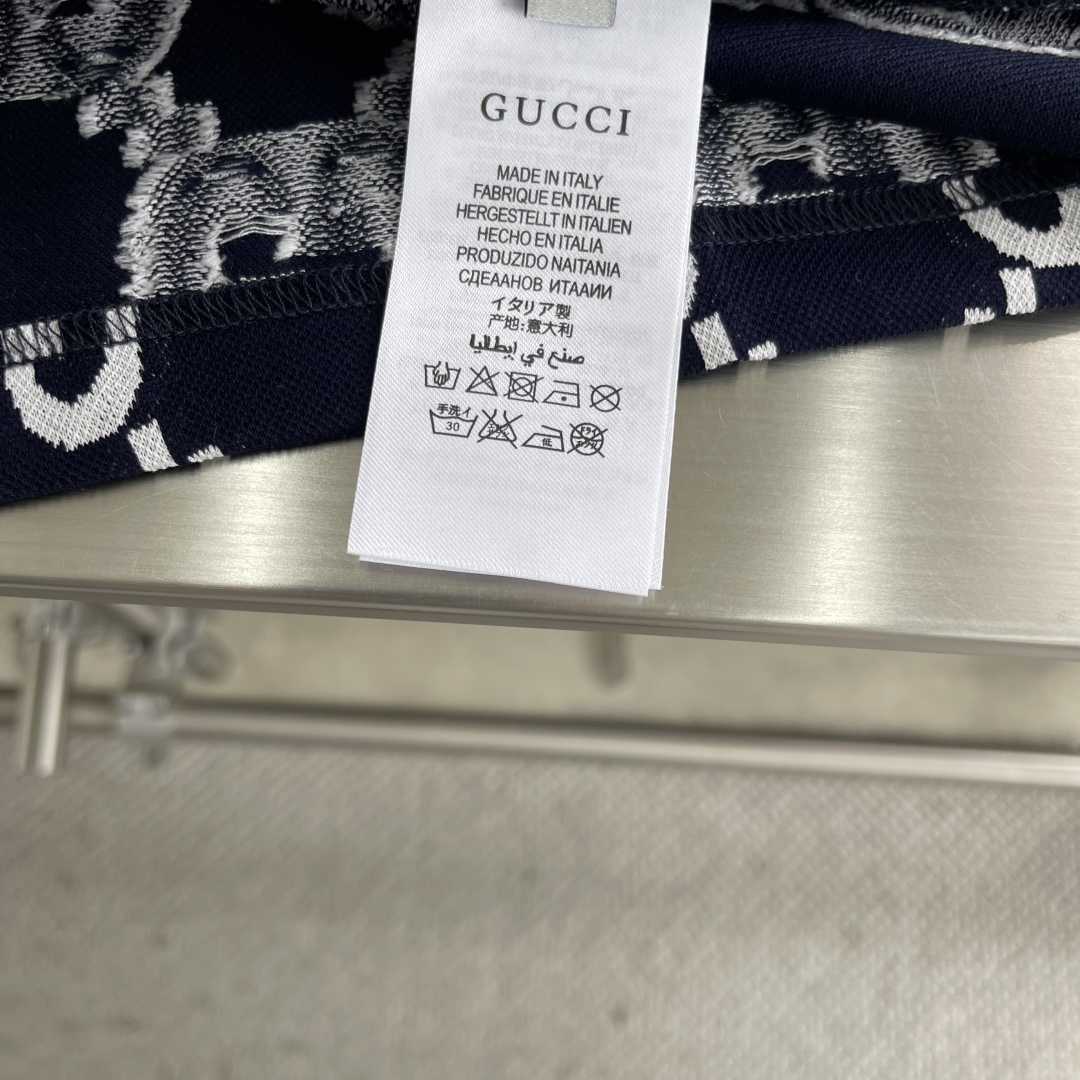 GUCCI
MADE IN ITALY
FABRIQUE EN ITALIE
HERGESTELLT IN ITALIEN
HECHO EN ITALIA
PRODUZIDO NAITANIA
СДЕААНОВ ИТААИИ
イタリア製
产地:意大利
صنع في إيطاليا
手洗イ
30
低